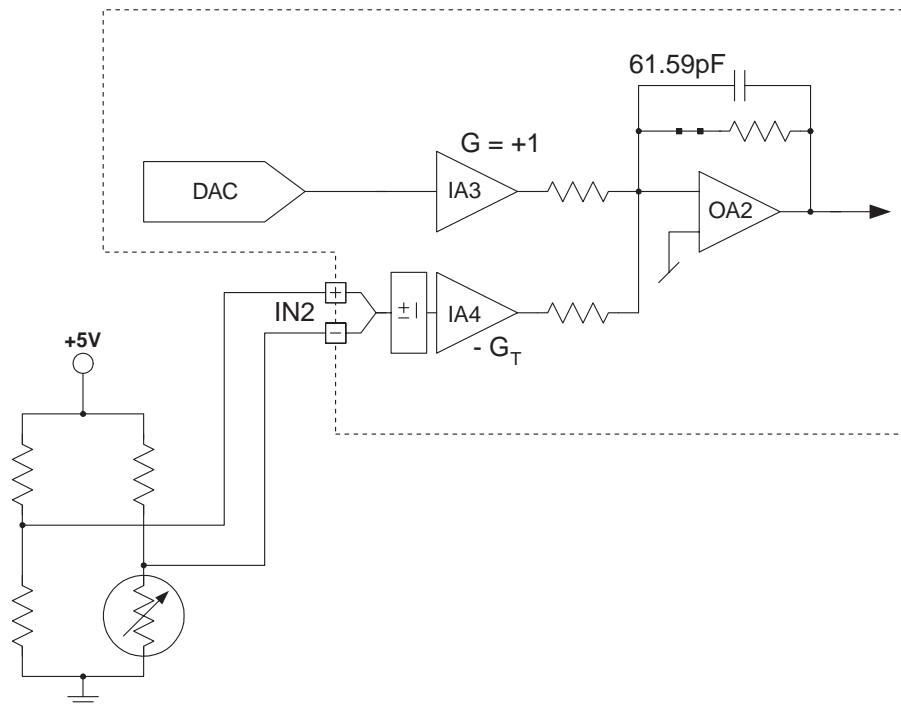 61.59pF
G = +1
DAC
IA3
OA2
+
IN2
±
IA4
−
- G_T
+5V